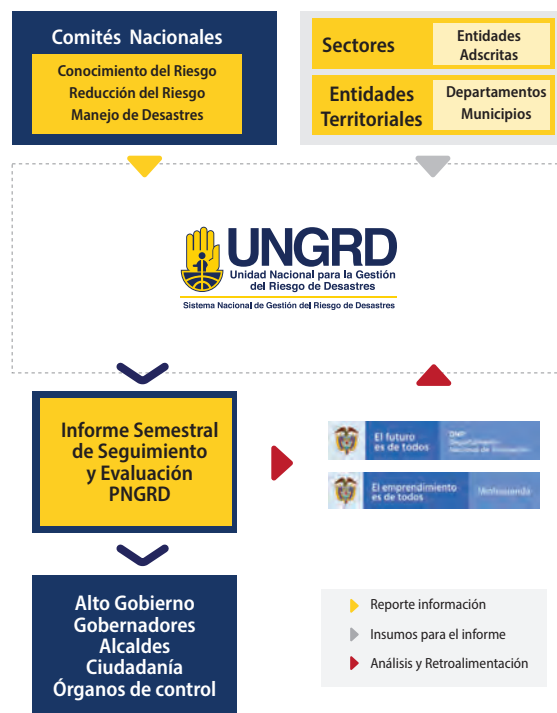 Comités Nacionales
Conocimiento del Riesgo
Reducción del Riesgo
Manejo de Desastres
Sectores
Entidades
Adscritas
Entidades
Territoriales
Departamentos
Municipios
UNGRD
Unidad Nacional para la Gestión
del Riesgo de Desastres
Sistema Nacional de Gestión del Riesgo de Desastres
Informe Semestral
de Seguimiento
y Evaluación
PNGRD
El futuro
es de todos
DNP
Departamento
El emprendimiento
es de todos
Alto Gobierno
Gobernadores
Alcaldes
Ciudadanía
Órganos de control
Reporte información
Insumos para el informe
Análisis y Retroalimentación